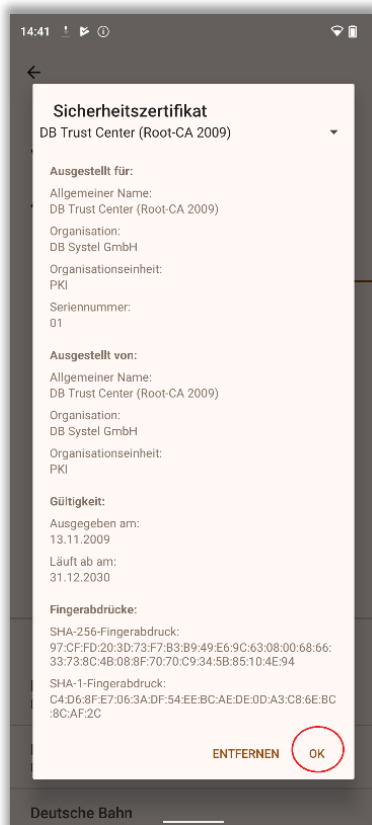 14:41
Sicherheitszertifikat
DB Trust Center (Root-CA 2009)
Ausgestellt für:
Allgemeiner Name:
DB Trust Center (Root-CA 2009)
Organisation:
DB Systel GmbH
Organisationseinheit:
PKI
Seriennummer:
01
Ausgestellt von:
Allgemeiner Name:
DB Trust Center (Root-CA 2009)
Organisation:
DB Systel GmbH
Organisationseinheit:
PKI
Gültigkeit:
Ausgegeben am:
13.11.2009
Läuft ab am:
31.12.2030
Fingerabdrücke:
SHA-256-Fingerabdruck:
97:CF:FD:20:3D:73:F7:B3:B9:49:E6:9C:63:08:00:68:66:
33:73:8C:4B:08:8F:70:70:C9:34:5B:85:10:4E:94
SHA-1-Fingerabdruck:
C4:D6:8F:E7:06:3A:DF:54:EE:BC:AE:DE:0D:A3:C8:6E:BC
:8C:AF:2C
ENTFERNEN OK
Deutsche Bahn